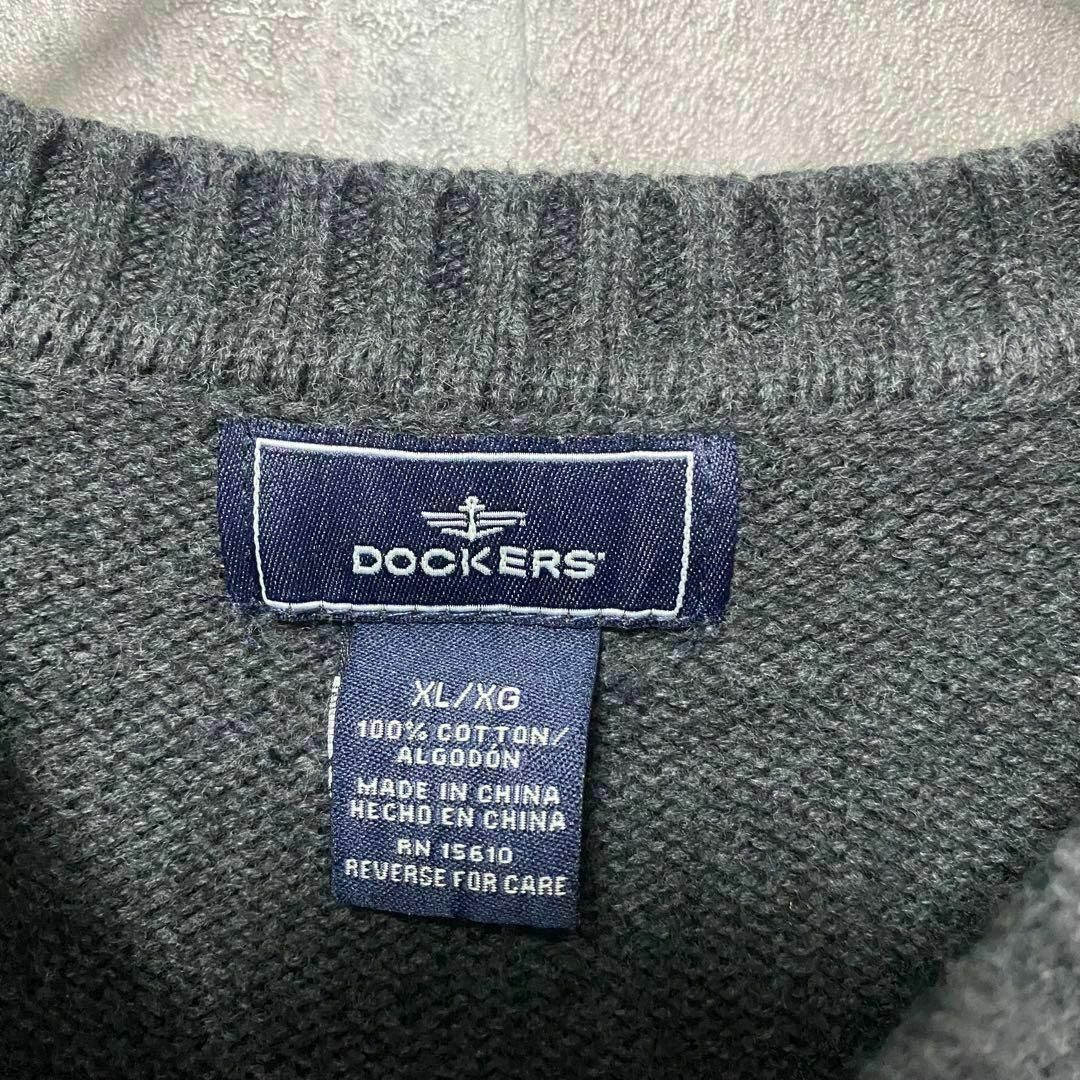 DOCKERS
XL/XG
100% COTTON/
ALGODÓN
MADE IN CHINA
HECHO EN CHINA
RN 15610
REVERSE FOR CARE